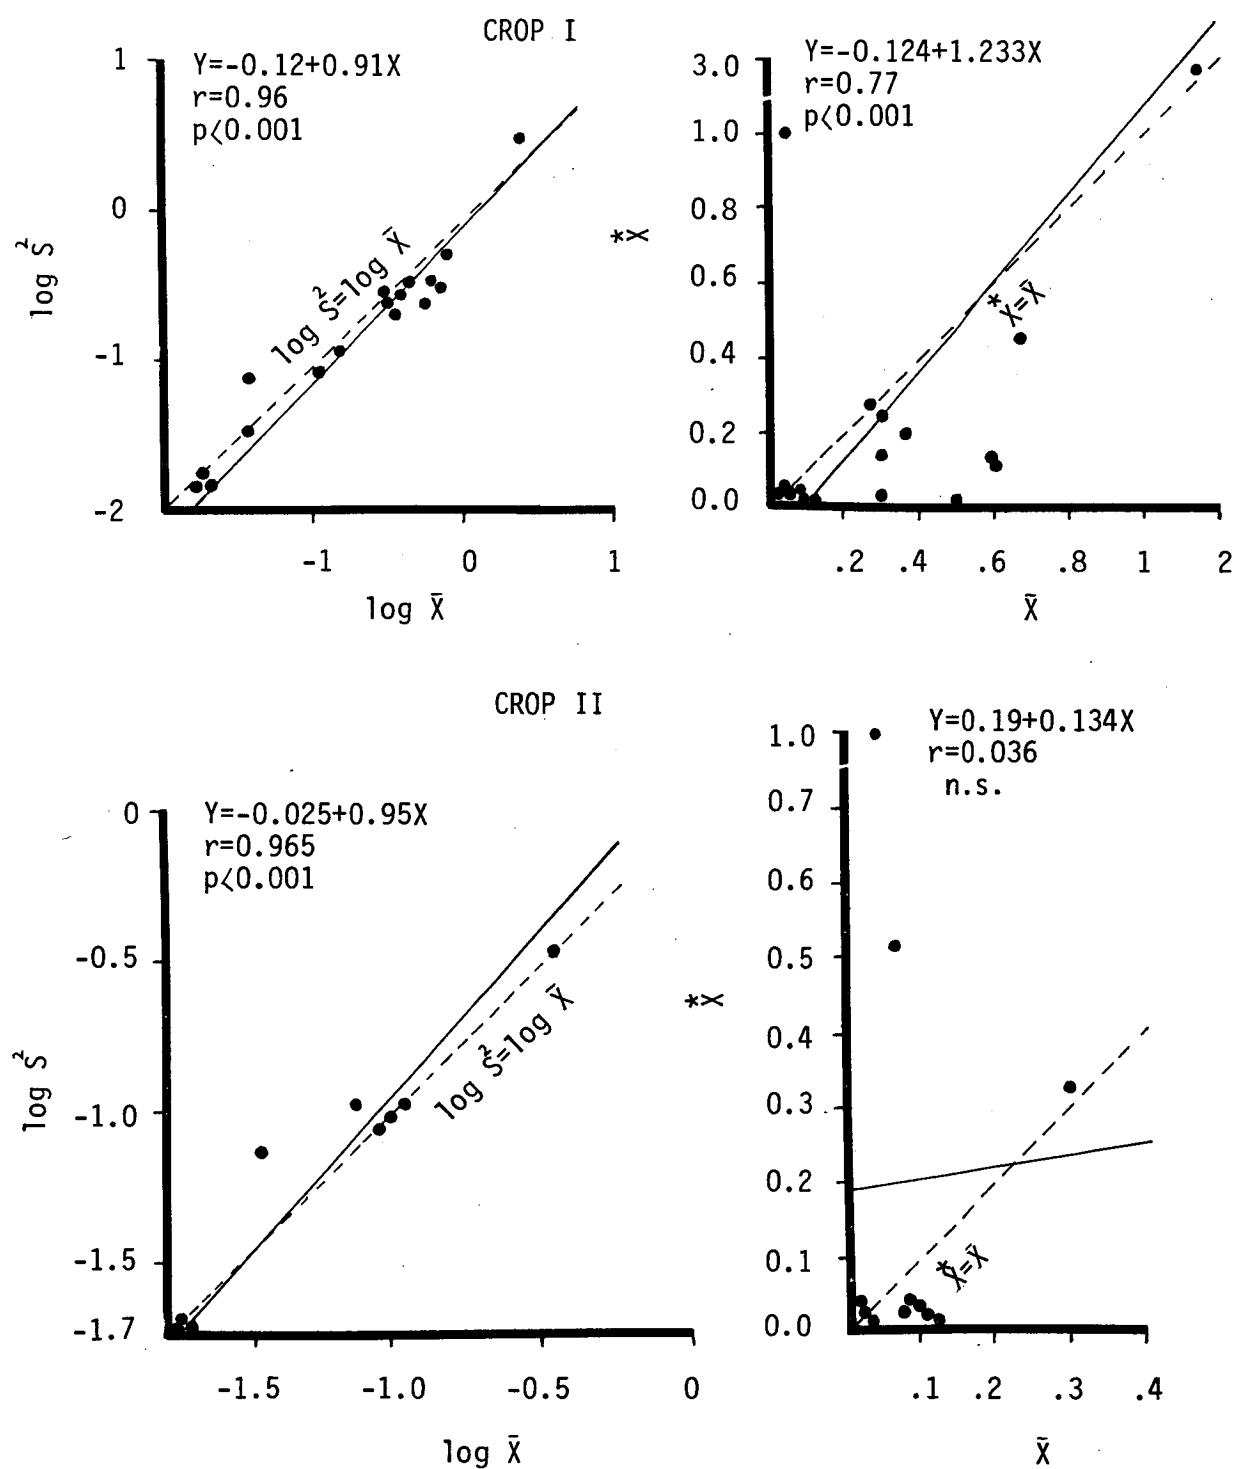 CROP I
Y=-0.12+0.91X
r=0.96
p<0.001
1
0
-1
-2
log S²
log S²=log X̄
-1 0 1
log X̄
Y=-0.124+1.233X
r=0.77
p<0.001
3.0
1.0
0.8
0.6
0.4
0.2
0.0
*X
*X=X̄
.2 .4 .6 .8 1 2
X̄
CROP II
Y=-0.025+0.95X
r=0.965
p<0.001
0
-0.5
-1.0
-1.5
-1.7
log S²
log S²=log X̄
-1.5 -1.0 -0.5 0
log X̄
Y=0.19+0.134X
r=0.036
n.s.
1.0
0.7
0.6
0.5
0.4
0.3
0.2
0.1
0.0
*X
*X=X̄
.1 .2 .3 .4
X̄